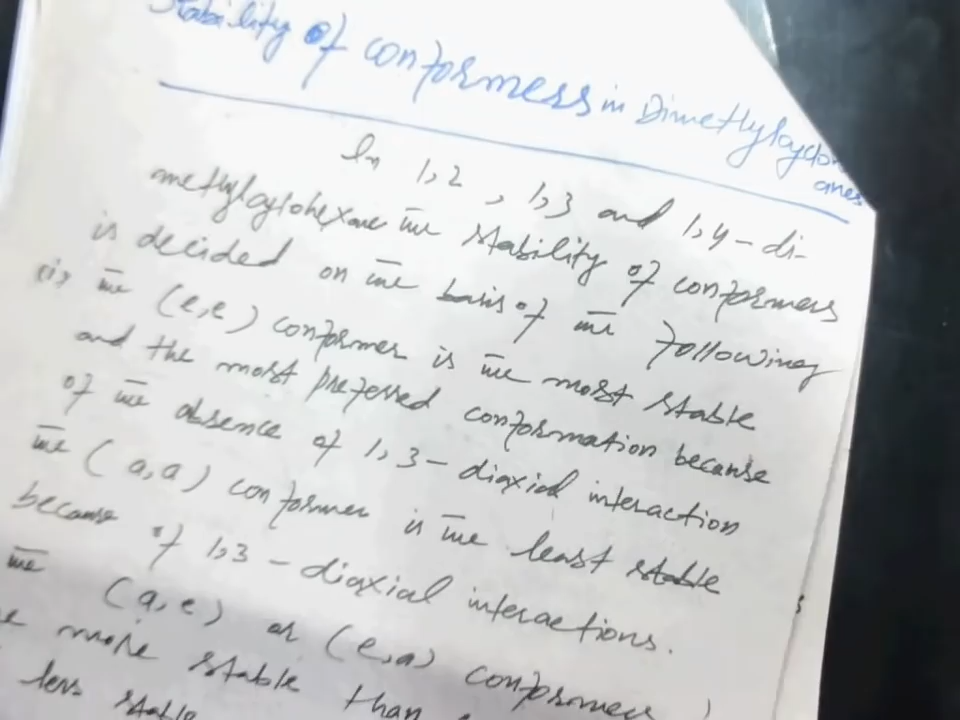 Stability of conformess in Dimethylcyclohex
anes
In 1,2 , 1,3 and 1,4 - di-
methylcyclohexane the stability of conformers
is decided on the basis of the following
(i) the (e,e) conformer is the most stable
and the most preferred conformation because
of the absence of 1,3 - diaxial interaction
the (a,a) conformer is the least stable
because of 1,3 - diaxial interactions.
the (a,e) or (e,a) conformers
more stable than
less stable